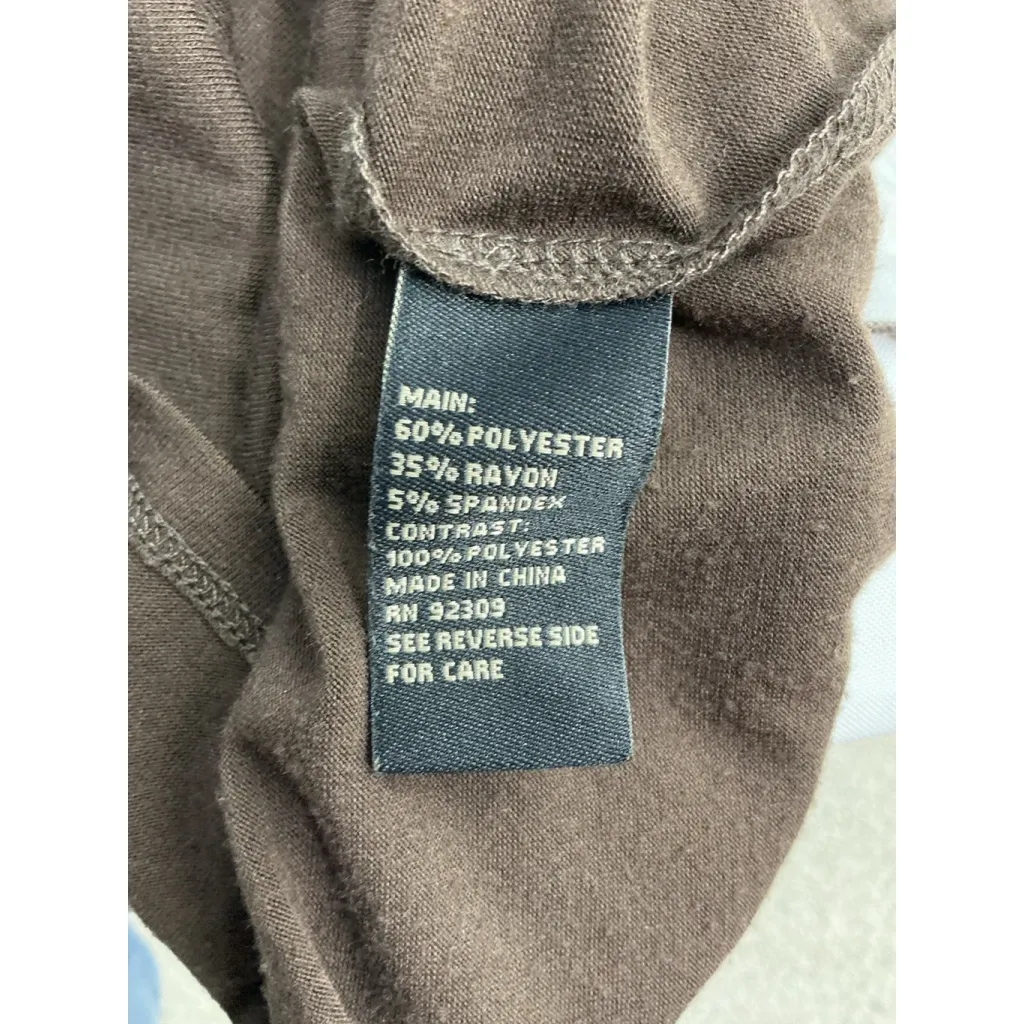 MAIN:
60% POLYESTER
35% RAYON
5% SPANDEX
CONTRAST:
100% POLYESTER
MADE IN CHINA
RN 92309
SEE REVERSE SIDE
FOR CARE